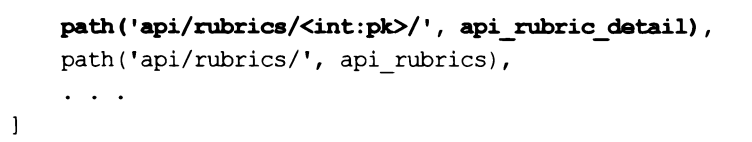 path('api/rubrics/<int:pk>/', api_rubric_detail),
path('api/rubrics/', api_rubrics),
. . .
]